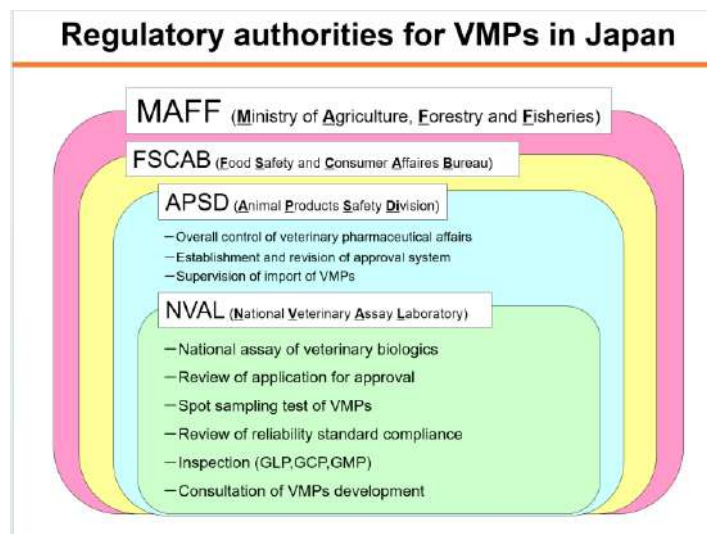 Regulatory authorities for VMPs in Japan
MAFF (Ministry of Agriculture, Forestry and Fisheries)
FSCAB (Food Safety and Consumer Affaires Bureau)
APSD (Animal Products Safety Division)
—Overall control of veterinary pharmaceutical affairs
—Establishment and revision of approval system
—Supervision of import of VMPs
NVAL (National Veterinary Assay Laboratory)
—National assay of veterinary biologics
—Review of application for approval
—Spot sampling test of VMPs
—Review of reliability standard compliance
—Inspection (GLP,GCP,GMP)
—Consultation of VMPs development